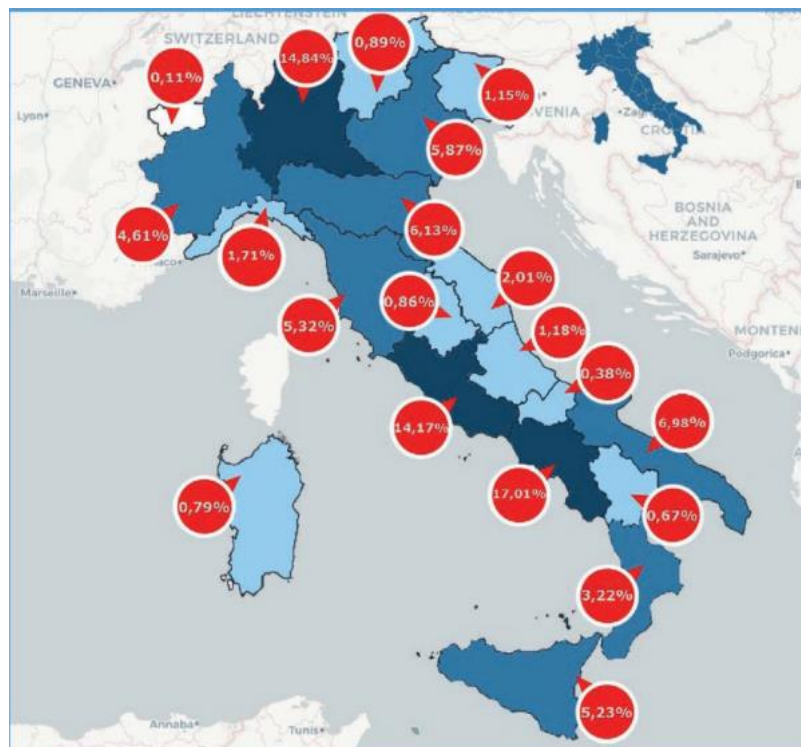 LIECHTENSTEIN
SWITZERLAND
GENEVA
Lyon
0,11%
14,84%
0,89%
1,15%
VENIA
Zag
CROATIA
5,87%
BOSNIA
AND
HERZEGOVINA
Sarajevo
4,61%
1,71%
6,13%
naco
Marseille
5,32%
0,86%
2,01%
1,18%
MONTENE
Podgorica
0,38%
14,17%
6,98%
0,79%
17,01%
0,67%
3,22%
5,23%
Annaba
Tunis